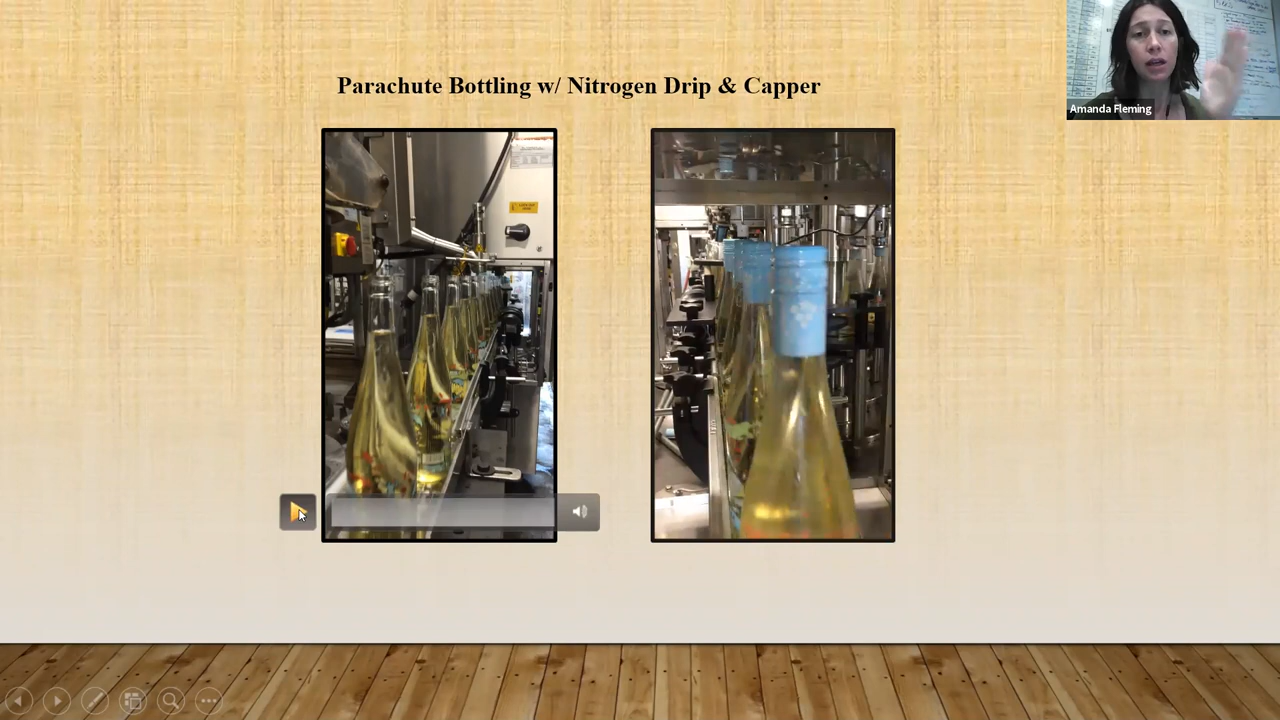 Parachute Bottling w/ Nitrogen Drip & Capper
Amanda Fleming